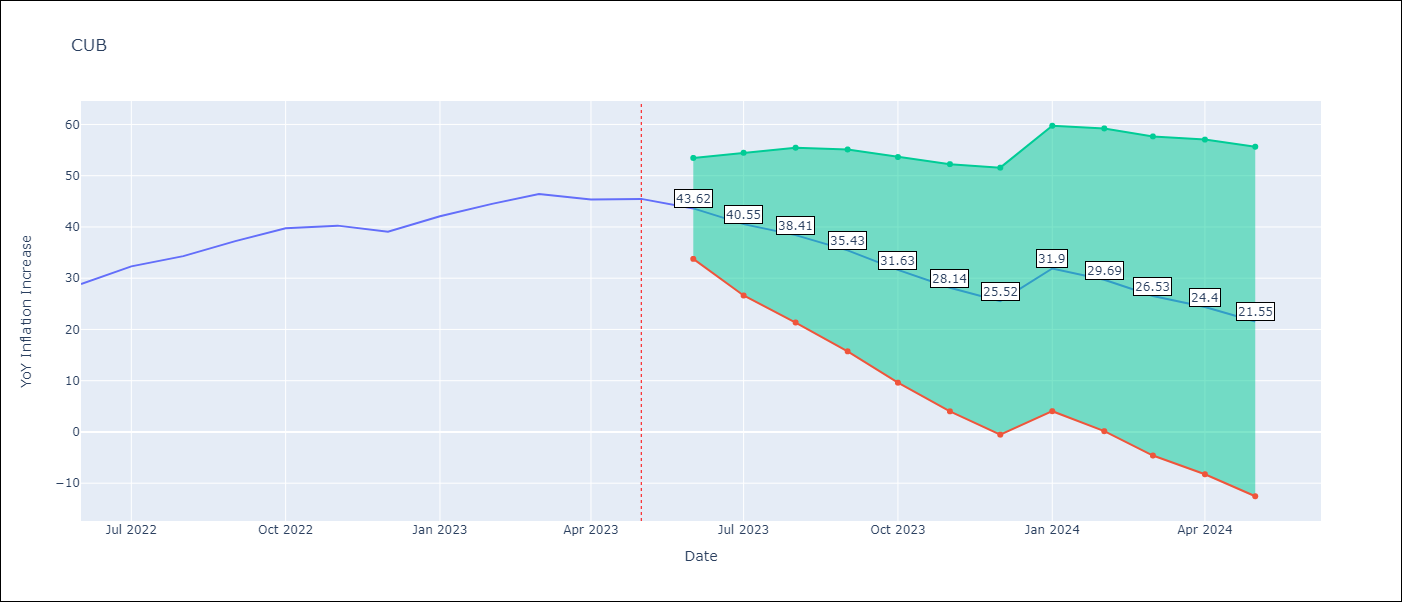 CUB
YoY Inflation Increase
60
50
40
30
20
10
0
−10
43.62
40.55
38.41
35.43
31.63
28.14
25.52
31.9
29.69
26.53
24.4
21.55
Jul 2022
Oct 2022
Jan 2023
Apr 2023
Jul 2023
Oct 2023
Jan 2024
Apr 2024
Date